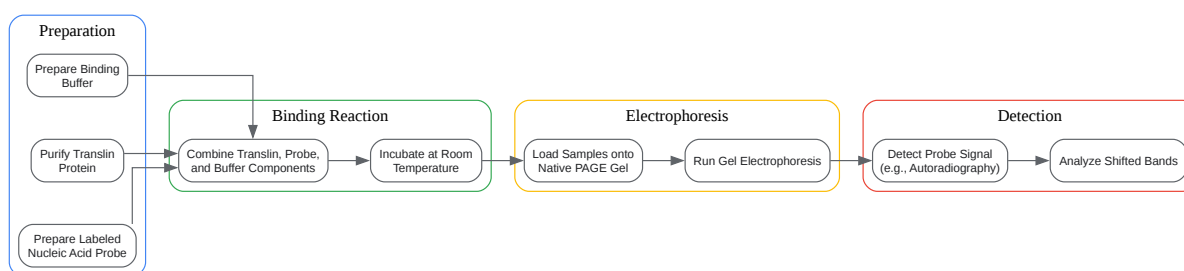 Preparation
Prepare Binding
Buffer
Purify Translin
Protein
Prepare Labeled
Nucleic Acid Probe
Binding Reaction
Combine Translin, Probe,
and Buffer Components
Incubate at Room
Temperature
Electrophoresis
Load Samples onto
Native PAGE Gel
Run Gel Electrophoresis
Detection
Detect Probe Signal
(e.g., Autoradiography)
Analyze Shifted Bands